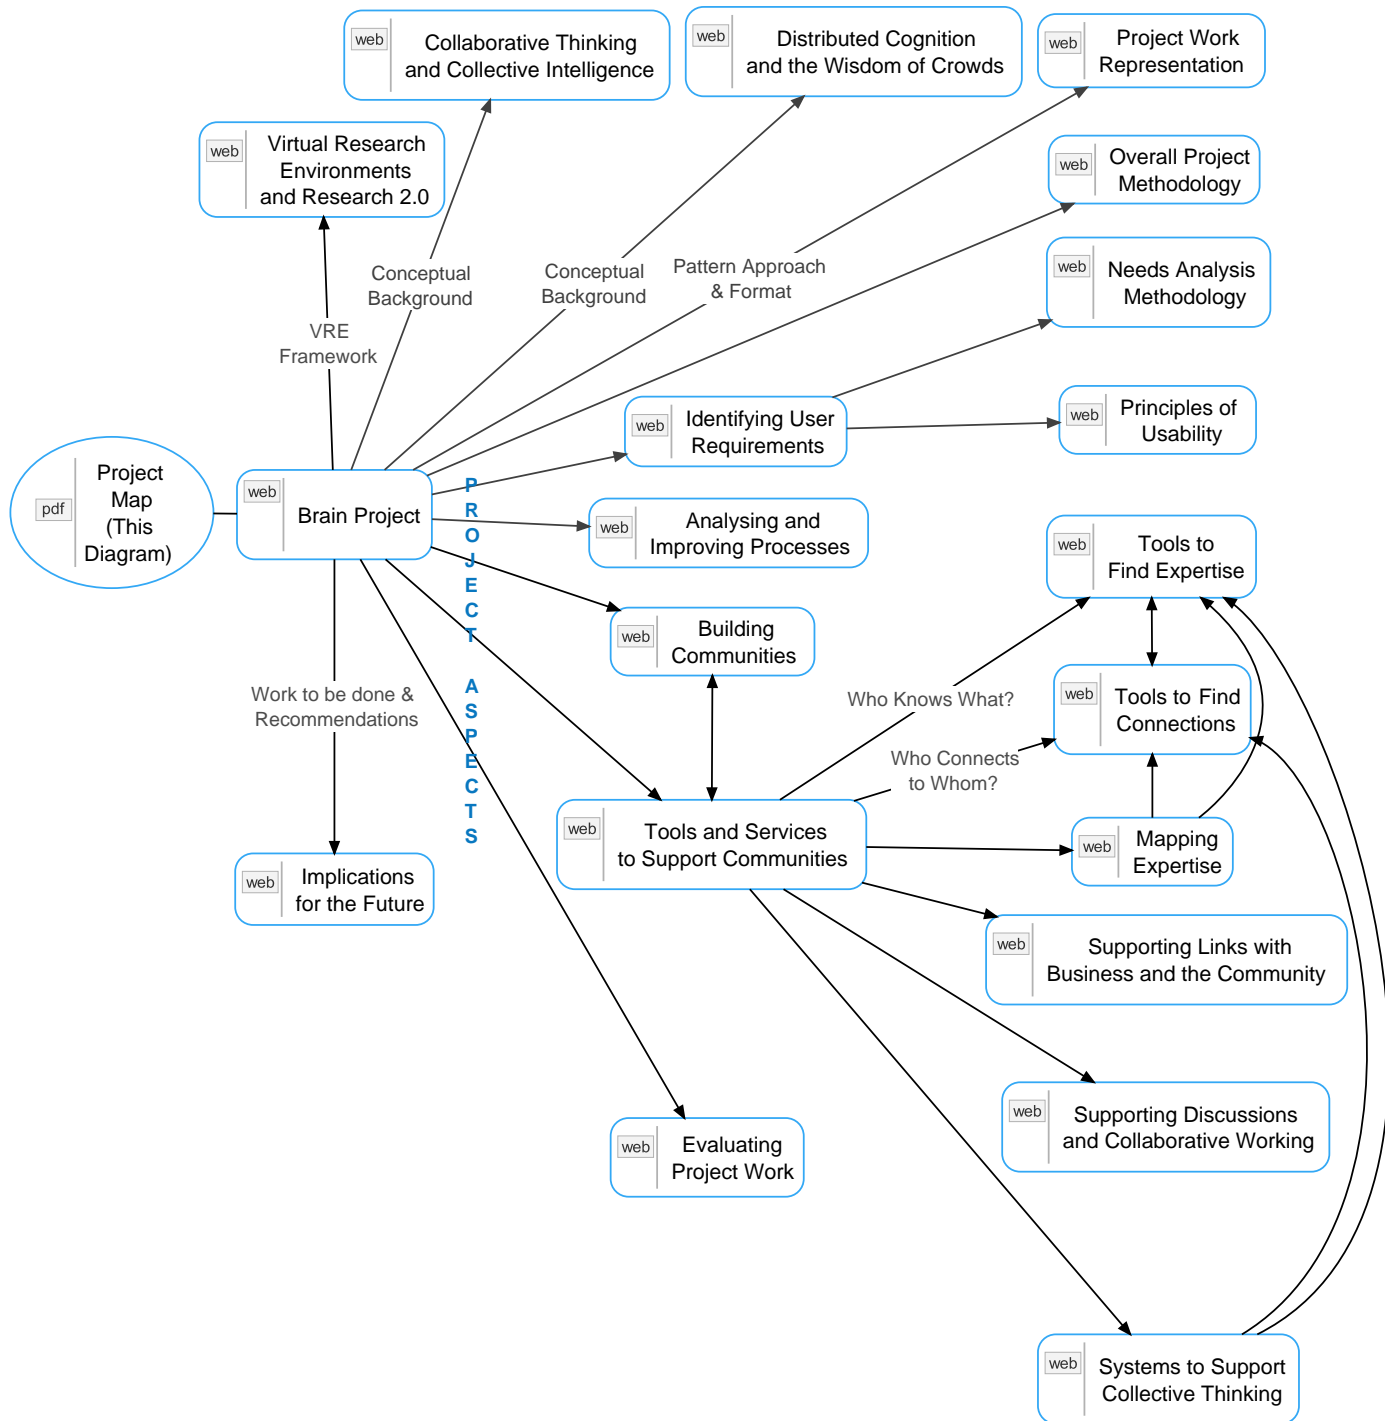 web
Collaborative Thinking
and Collective Intelligence
web
Distributed Cognition
and the Wisdom of Crowds
web
Project Work
Representation
web
Virtual Research
Environments
and Research 2.0
web
Overall Project
Methodology
web
Needs Analysis
Methodology
Conceptual
Background
Conceptual
Background
Pattern Approach
& Format
VRE
Framework
web
Identifying User
Requirements
web
Principles of
Usability
pdf
Project
Map
(This
Diagram)
web
Brain Project
PROJECT ASPECTS
web
Analysing and
Improving Processes
web
Tools to
Find Expertise
web
Building
Communities
Work to be done &
Recommendations
Who Knows What?
web
Tools to Find
Connections
Who Connects
to Whom?
web
Tools and Services
to Support Communities
web
Mapping
Expertise
web
Implications
for the Future
web
Supporting Links with
Business and the Community
web
Supporting Discussions
and Collaborative Working
web
Evaluating
Project Work
web
Systems to Support
Collective Thinking